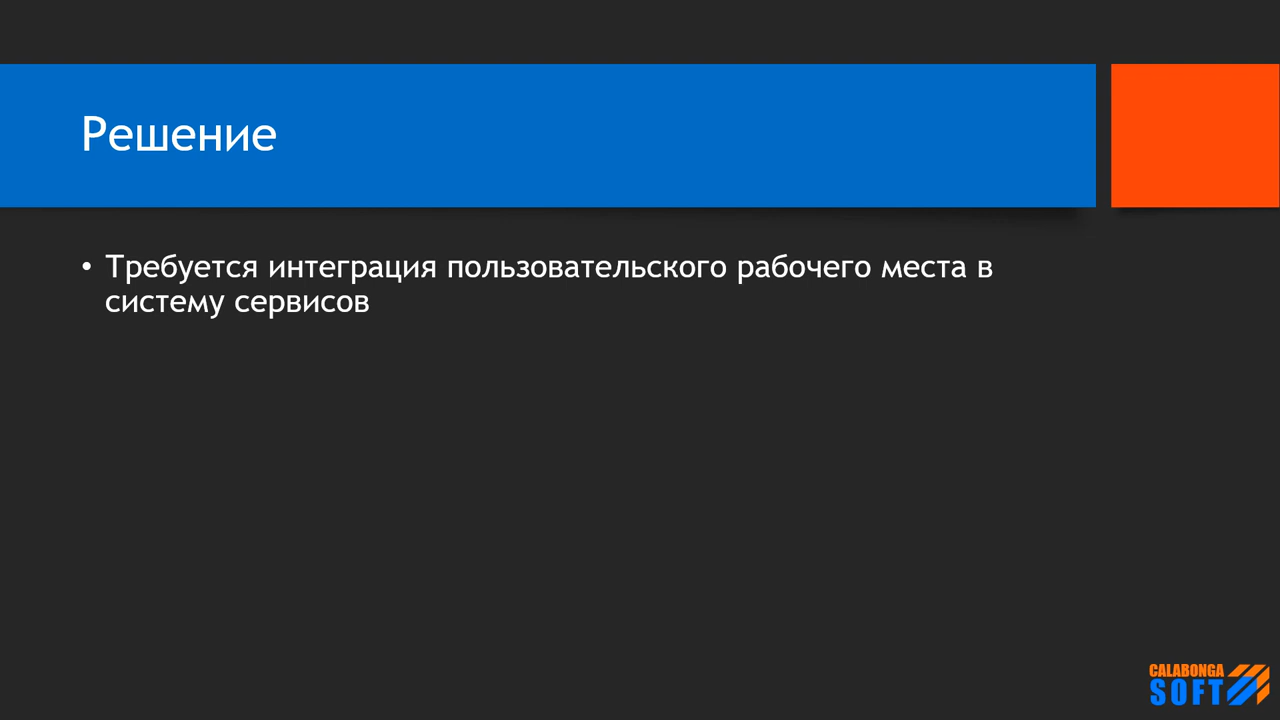 Решение
• Требуется интеграция пользовательского рабочего места в
систему сервисов
CALABONGA
SOFT